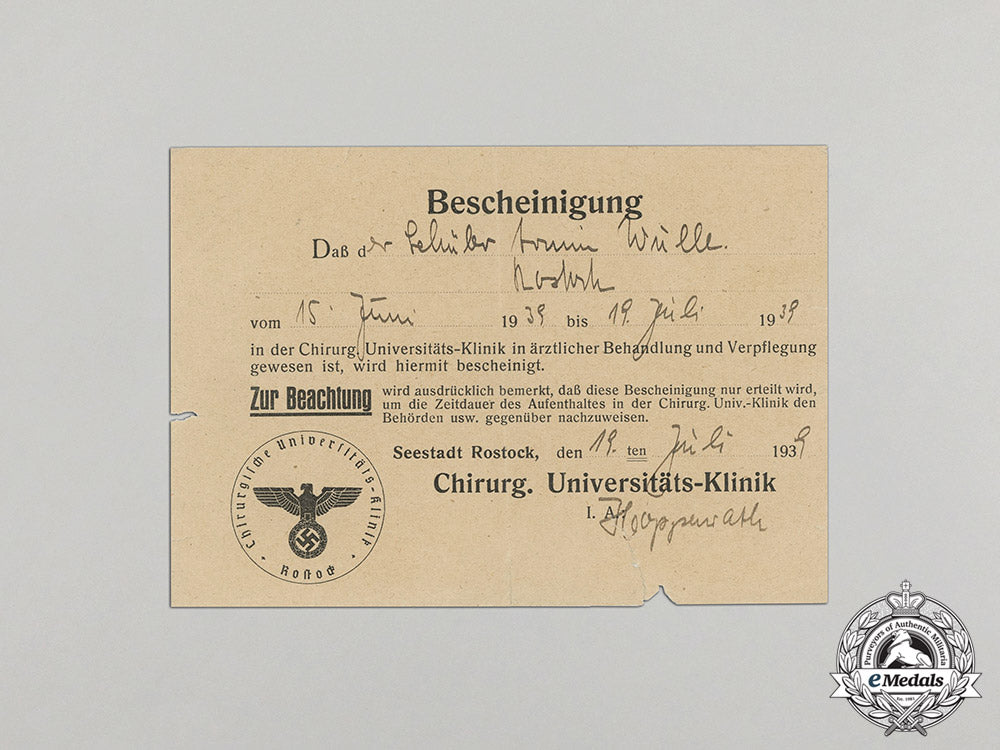 Bescheinigung
Daß der Schüler Wulle.
Rostock
vom 15. Juni 1939 bis 19. Juli 1939
in der Chirurg. Universitäts-Klinik in ärztlicher Behandlung und Verpflegung
gewesen ist, wird hiermit bescheinigt.
Zur Beachtung wird ausdrücklich bemerkt, daß diese Bescheinigung nur erteilt wird,
um die Zeitdauer des Aufenthaltes in der Chirurg. Univ.-Klinik den
Behörden usw. gegenüber nachzuweisen.
Seestadt Rostock, den 19. ten Juli 1939
Chirurg. Universitäts-Klinik
I. A.
Chirurgische Universitäts-Klinik
Rostock
Purveyors of Authentic Militaria
eMedals
Est. 1985